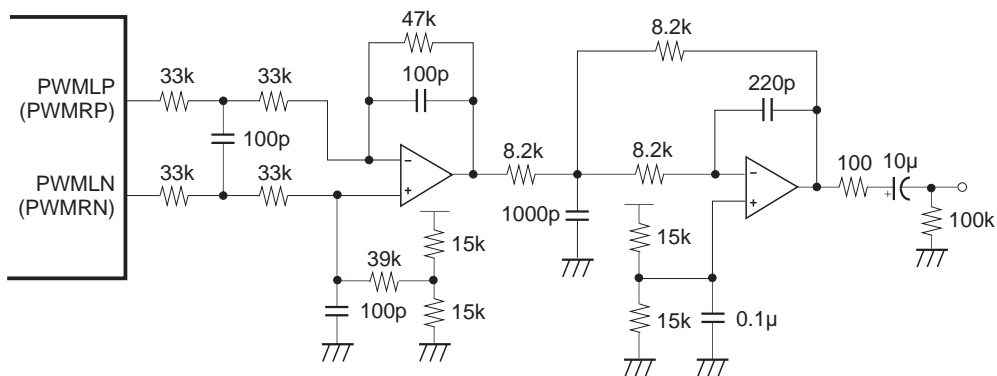 47k
8.2k
PWMLP
(PWMRP)
33k
33k
100p
220p
100p
8.2k
8.2k
100
10µ
PWMLN
(PWMRN)
33k
33k
−
+
−
+
+
1000p
100k
15k
15k
39k
100p
15k
15k
0.1µ